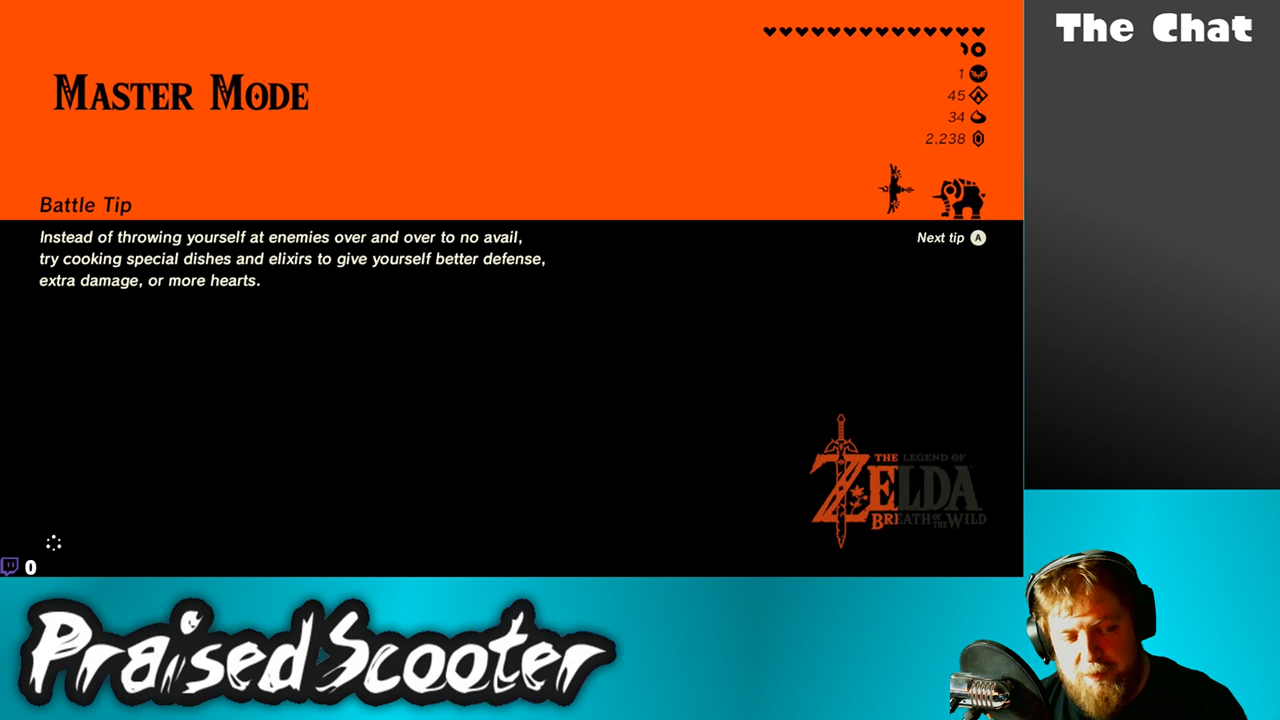 The Chat
MASTER MODE
1
45
34
2,238
Battle Tip
Instead of throwing yourself at enemies over and over to no avail,
try cooking special dishes and elixirs to give yourself better defense,
extra damage, or more hearts.
Next tip A
THE LEGEND OF
ZELDA
BREATH OF THE WILD
0
PraisedScooter